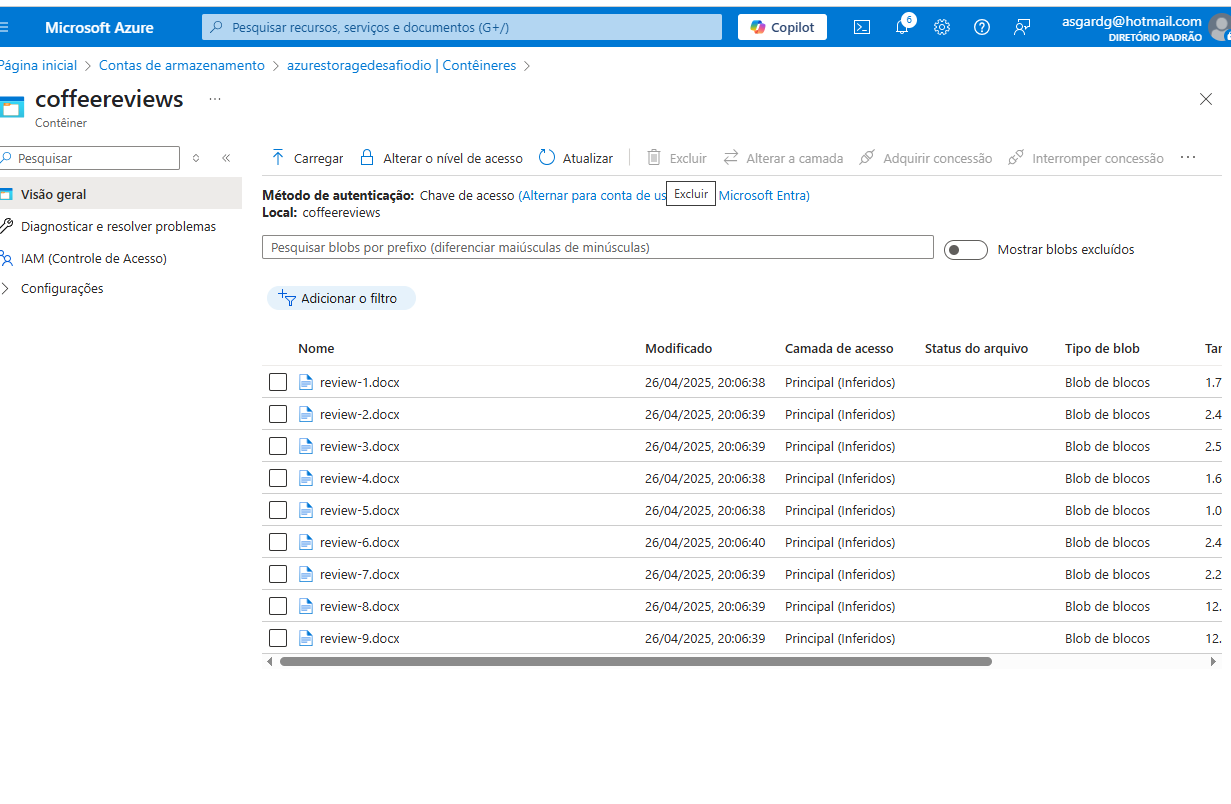 Microsoft Azure
Pesquisar recursos, serviços e documentos (G+/)
Copilot
6
asgardg@hotmail.com
DIRETÓRIO PADRÃO
Página inicial > Contas de armazenamento > azurestoragedesafiodio | Contêineres >
coffeereviews ...
Contêiner
Pesquisar
Carregar Alterar o nível de acesso Atualizar Excluir Alterar a camada Adquirir concessão Interromper concessão ...
Visão geral
Diagnosticar e resolver problemas
IAM (Controle de Acesso)
Configurações
Método de autenticação: Chave de acesso (Alternar para conta de us Excluir Microsoft Entra)
Local: coffeereviews
Pesquisar blobs por prefixo (diferenciar maiúsculas de minúsculas)
Mostrar blobs excluídos
Adicionar o filtro
Nome Modificado Camada de acesso Status do arquivo Tipo de blob Tar
review-1.docx 26/04/2025, 20:06:38 Principal (Inferidos) Blob de blocos 1.7
review-2.docx 26/04/2025, 20:06:39 Principal (Inferidos) Blob de blocos 2.4
review-3.docx 26/04/2025, 20:06:39 Principal (Inferidos) Blob de blocos 2.5
review-4.docx 26/04/2025, 20:06:38 Principal (Inferidos) Blob de blocos 1.6
review-5.docx 26/04/2025, 20:06:38 Principal (Inferidos) Blob de blocos 1.0
review-6.docx 26/04/2025, 20:06:40 Principal (Inferidos) Blob de blocos 2.4
review-7.docx 26/04/2025, 20:06:39 Principal (Inferidos) Blob de blocos 2.2
review-8.docx 26/04/2025, 20:06:39 Principal (Inferidos) Blob de blocos 12.
review-9.docx 26/04/2025, 20:06:39 Principal (Inferidos) Blob de blocos 12.